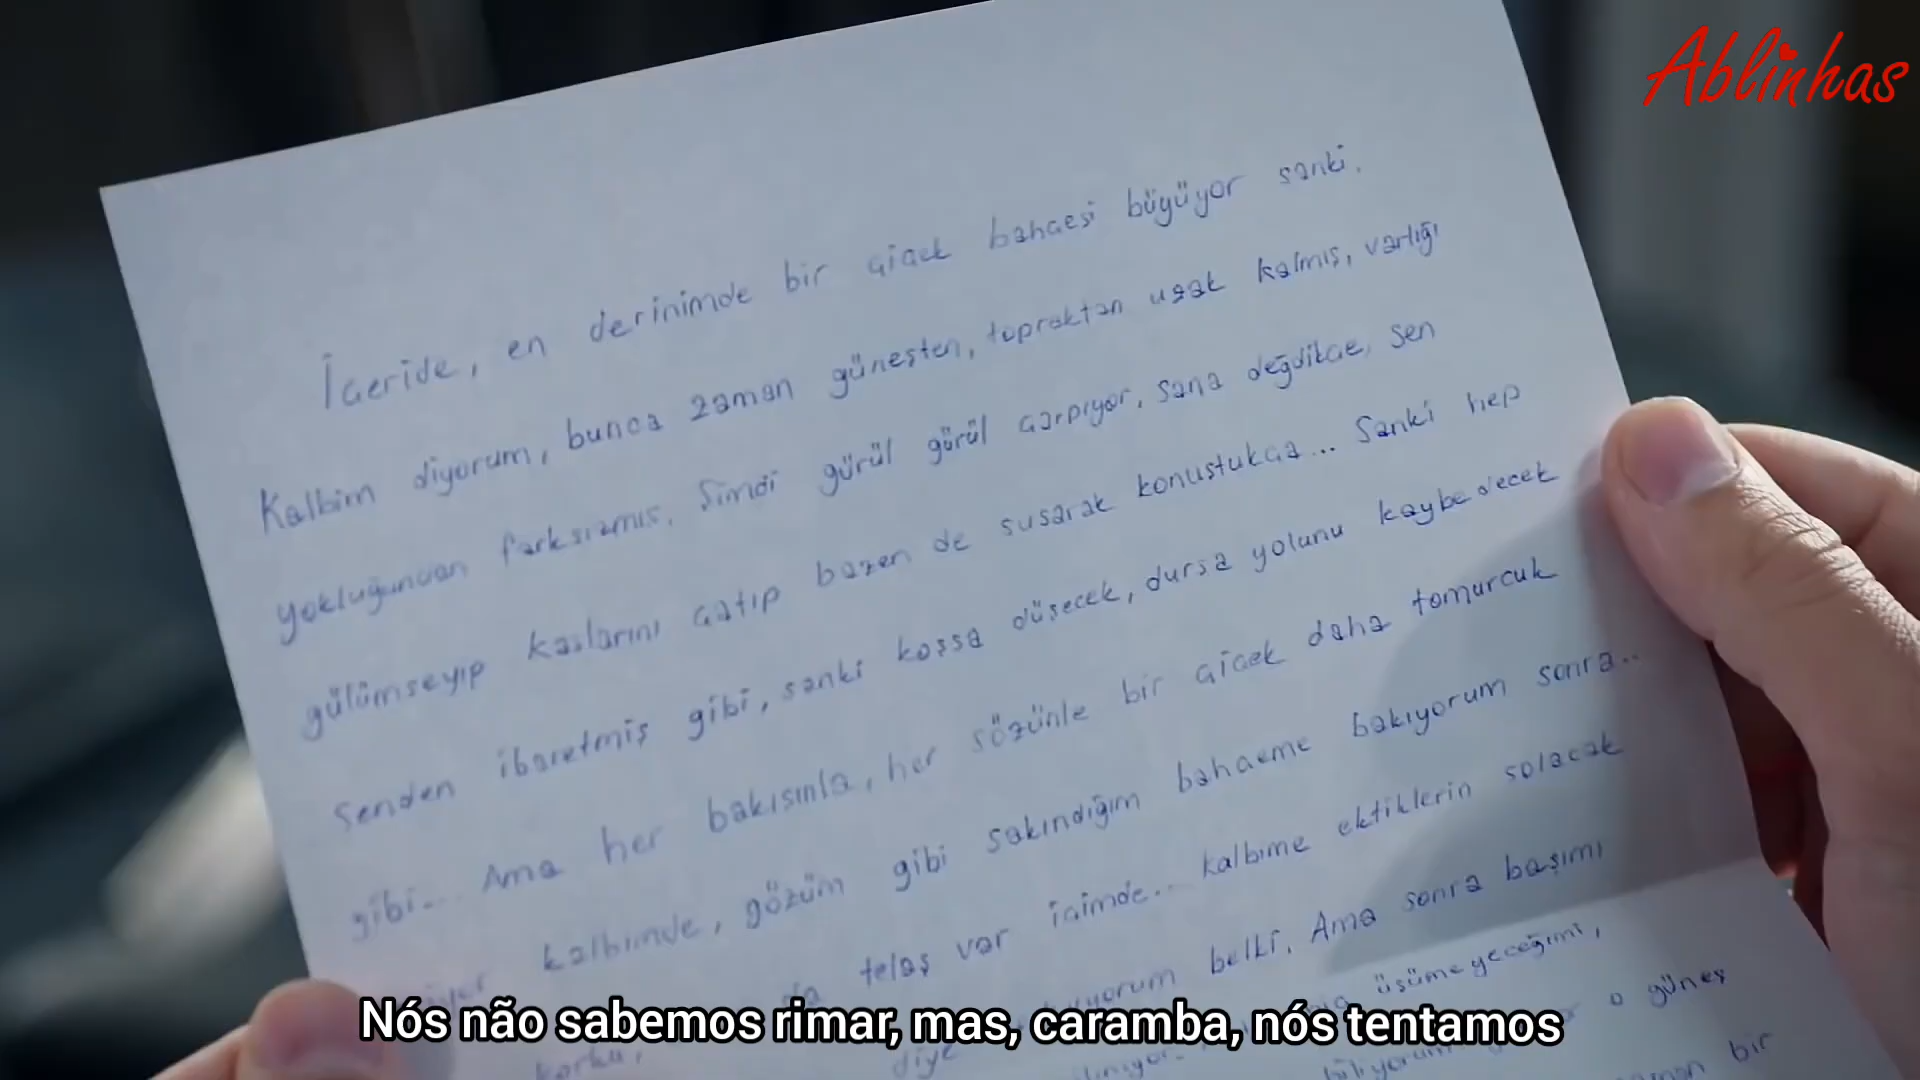 Ablinhas
İçeride, en derinimde bir çiçek bahçesi büyüyor sanki.
Kalbim diyorum, bunca zaman güneşten, topraktan uzak kalmış, varlığı
yokluğundan farksızmış. Şimdi gürül gürül çarpıyor, sana değdikçe, sen
gülümseyip kaşlarını çatıp bazen de susarak konuştukça... Sanki hep
senden ibaretmiş gibi, sanki koşsa düşecek, dursa yolunu kaybedecek
gibi... Ama her bakışınla, her sözünle bir çiçek daha tomurcuk
kalbimde, gözüm gibi sakındığım bahçeme bakıyorum sonra..
telaş var içimde.. kalbime ektiklerin solacak
belki. Ama sonra başımı
üşümeyeceğimi,
korku, diye biliyorum o güneş
bir
Nós não sabemos rimar, mas, caramba, nós tentamos